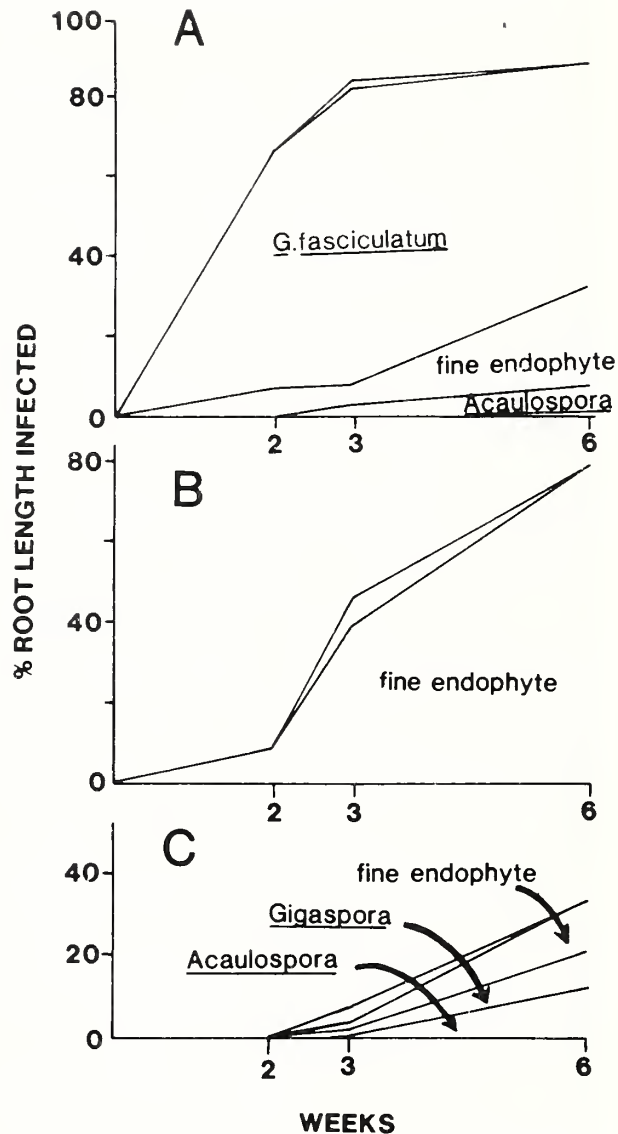 % ROOT LENGTH INFECTED
A
100
80
40
0
G.fasciculatum
fine endophyte
Acaulospora
2 3 6
B
80
40
0
fine endophyte
2 3 6
C
40
20
0
fine endophyte
Gigaspora
Acaulospora
2 3 6
WEEKS